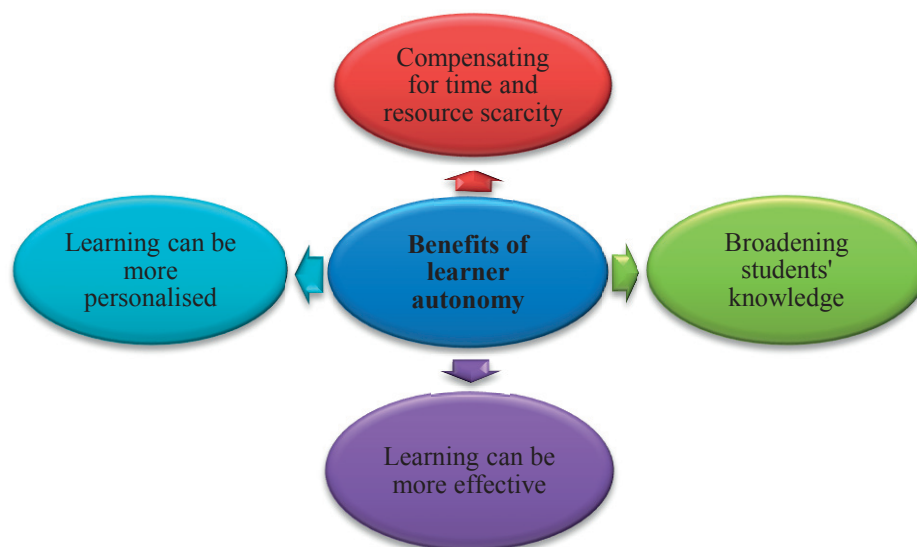 Compensating
for time and
resource scarcity
Learning can be
more
personalised
Benefits of
learner
autonomy
Broadening
students'
knowledge
Learning can be
more effective